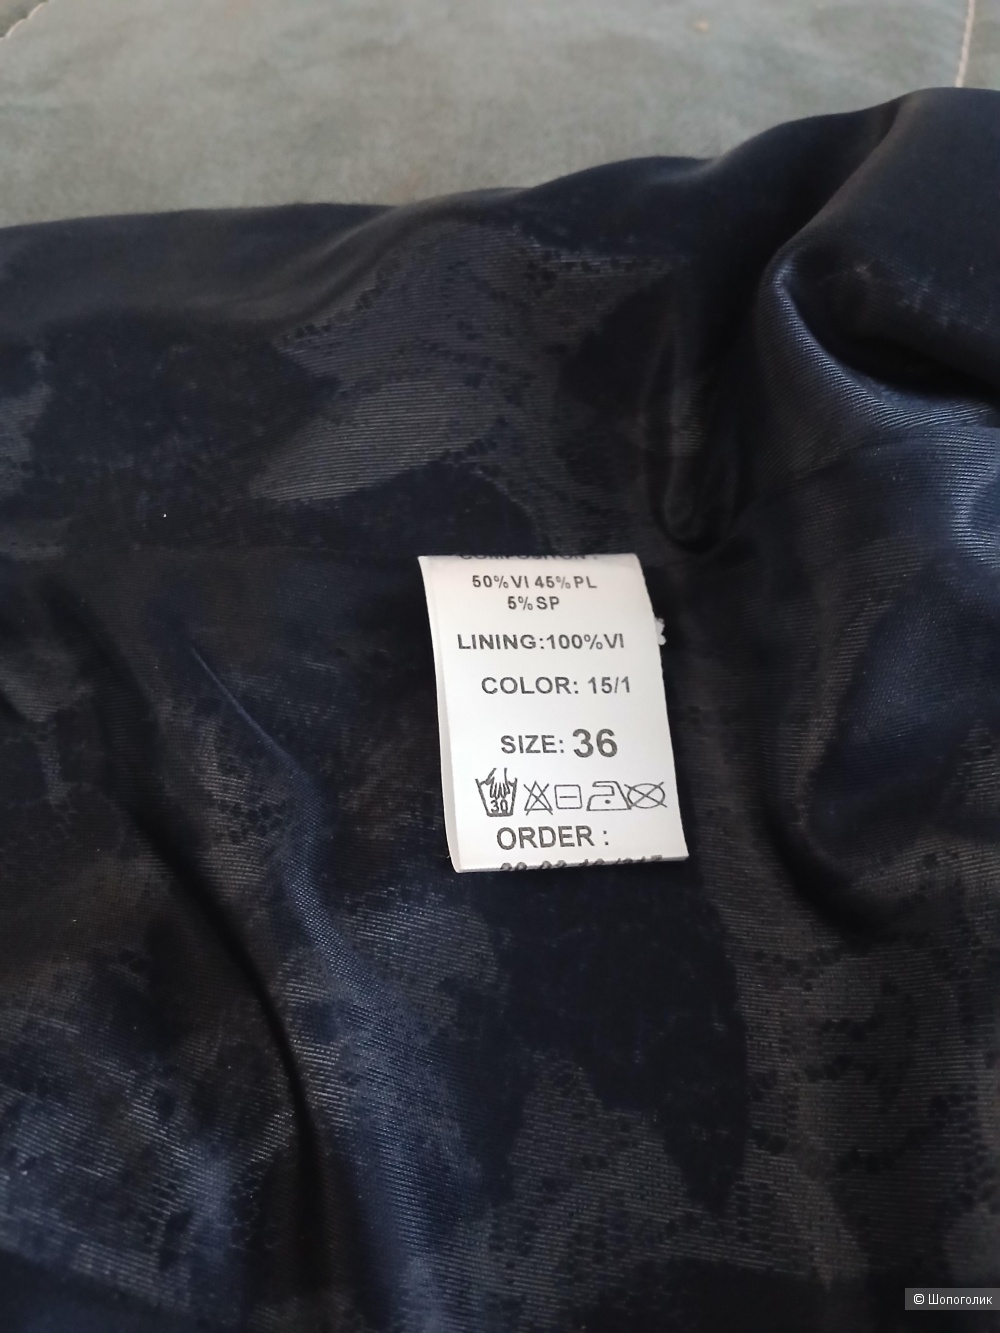 50%VI 45%PL
5%SP
LINING:100%VI
COLOR: 15/1
SIZE: 36
30
ORDER :
© Шопоголик